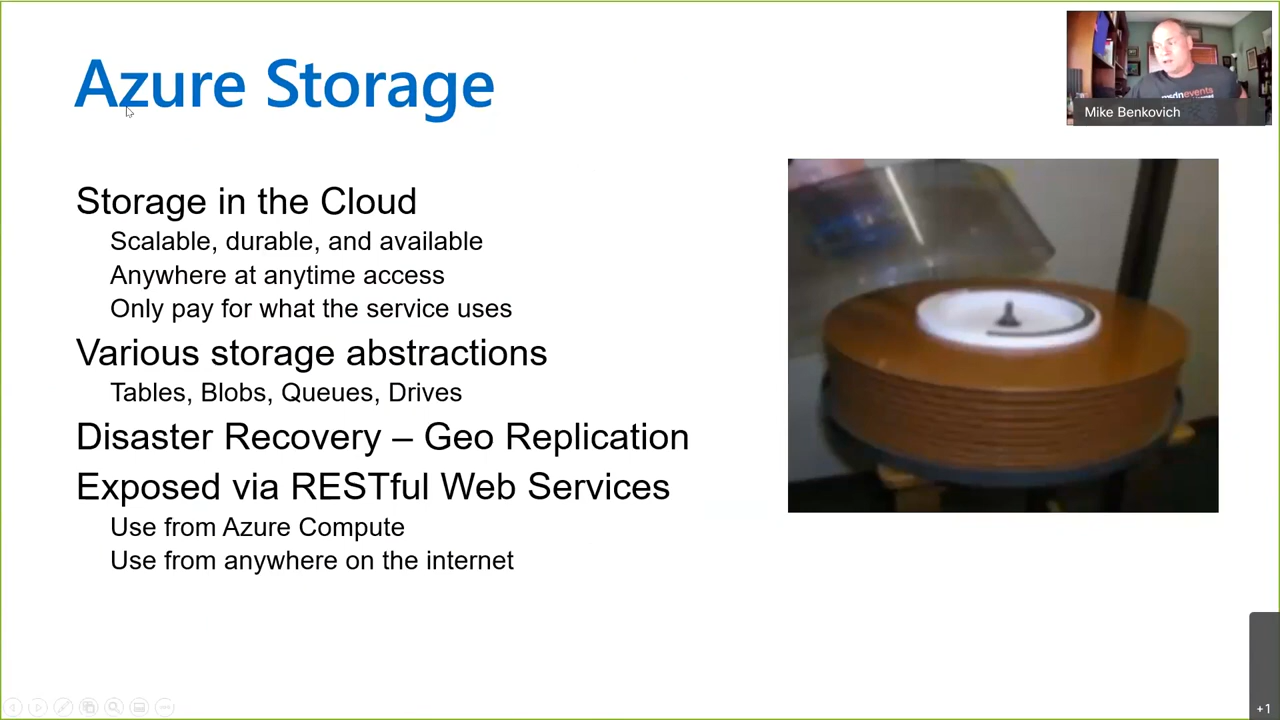 Azure Storage
Storage in the Cloud
Scalable, durable, and available
Anywhere at anytime access
Only pay for what the service uses
Various storage abstractions
Tables, Blobs, Queues, Drives
Disaster Recovery – Geo Replication
Exposed via RESTful Web Services
Use from Azure Compute
Use from anywhere on the internet
msdnevents
Mike Benkovich
+1